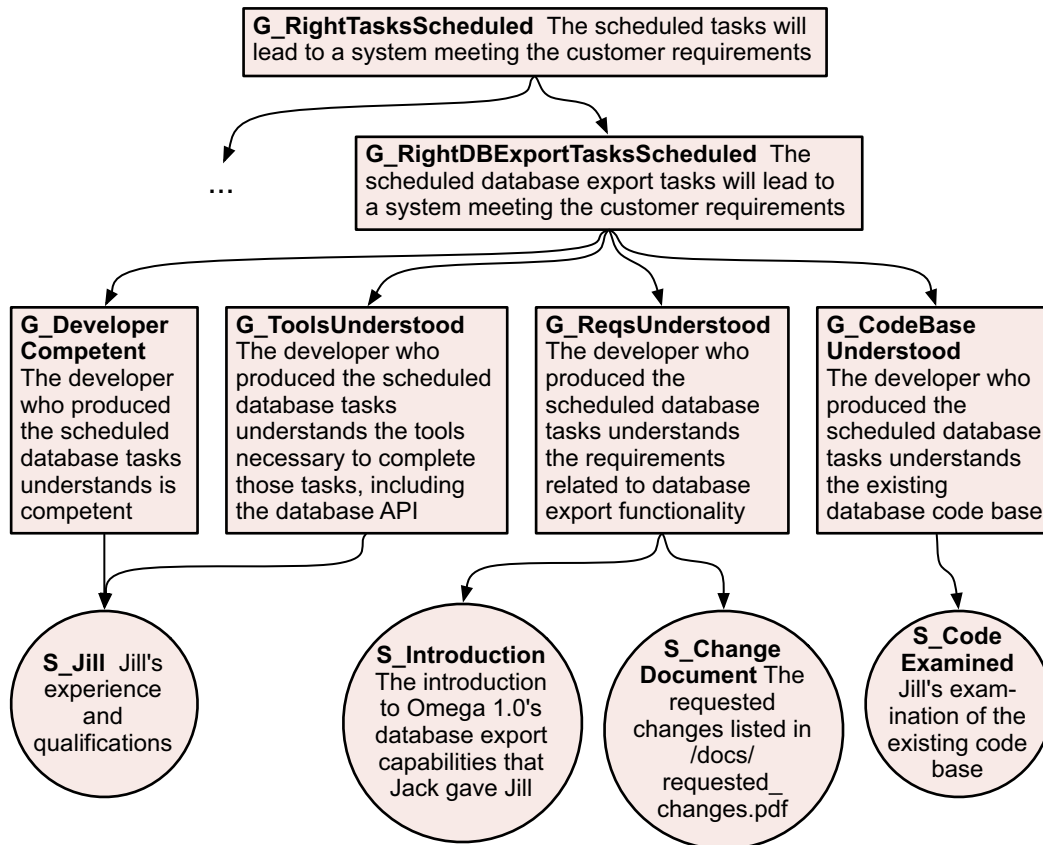 G_RightTasksScheduled The scheduled tasks will
lead to a system meeting the customer requirements
...
G_RightDBExportTasksScheduled The
scheduled database export tasks will lead to
a system meeting the customer requirements
G_Developer
Competent
The developer
who produced
the scheduled
database tasks
understands is
competent
G_ToolsUnderstood
The developer who
produced the scheduled
database tasks
understands the tools
necessary to complete
those tasks, including
the database API
G_ReqsUnderstood
The developer who
produced the
scheduled database
tasks understands
the requirements
related to database
export functionality
G_CodeBase
Understood
The developer who
produced the
scheduled database
tasks understands
the existing
database code base
S_Jill Jill's
experience
and
qualifications
S_Introduction
The introduction
to Omega 1.0's
database export
capabilities that
Jack gave Jill
S_Change
Document The
requested
changes listed in
/docs/
requested_
changes.pdf
S_Code
Examined
Jill's exam-
ination of the
existing code
base